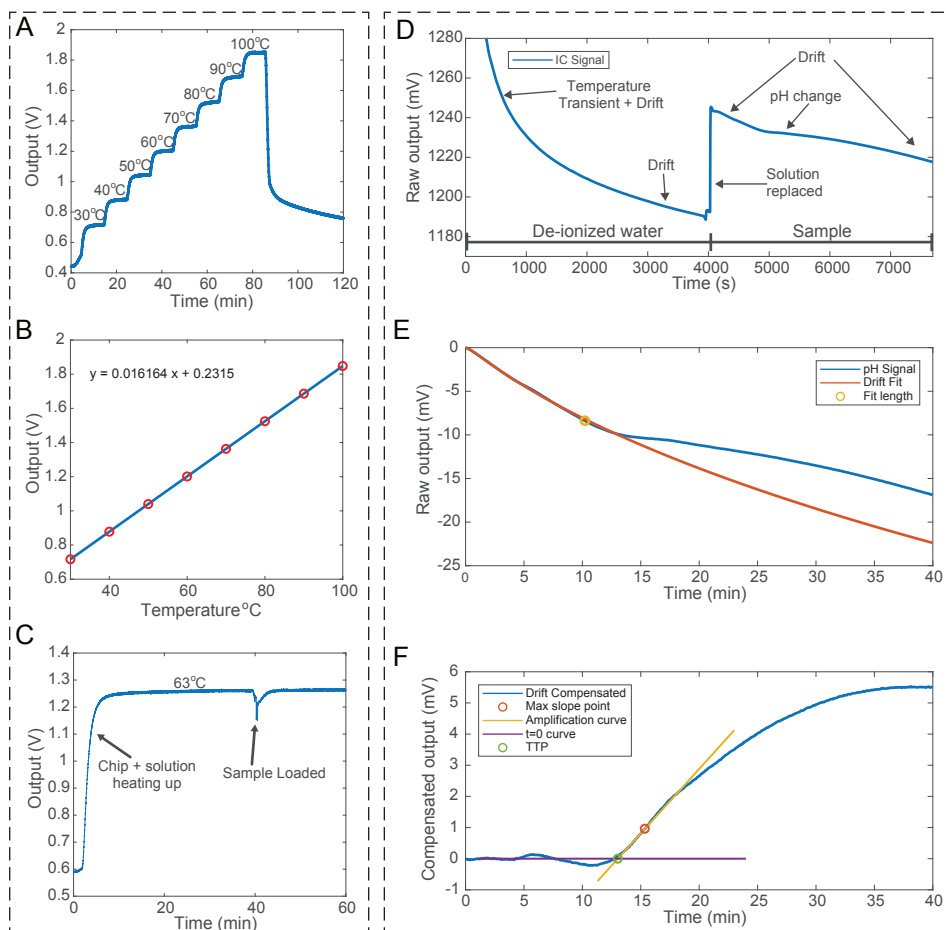 A
Output (V)
2
1.8
1.6
1.4
1.2
1
0.8
0.6
0.4
30°C
40°C
50°C
60°C
70°C
80°C
90°C
100°C
0 20 40 60 80 100 120
Time (min)
B
Output (V)
2
1.8
1.6
1.4
1.2
1
0.8
0.6
y = 0.016164 x + 0.2315
40 60 80 100
Temperature°C
C
Output (V)
1.4
1.3
1.2
1.1
1
0.9
0.8
0.7
0.6
0.5
63°C
Chip + solution
heating up
Sample Loaded
0 20 40 60
Time (min)
D
Raw output (mV)
1280
1260
1240
1220
1200
1180
IC Signal
Temperature
Transient + Drift
Drift
Drift
pH change
Solution
replaced
De-ionized water
Sample
0 1000 2000 3000 4000 5000 6000 7000
Time (s)
E
Raw output (mV)
0
-5
-10
-15
-20
-25
pH Signal
Drift Fit
Fit length
0 5 10 15 20 25 30 35 40
Time (min)
F
Compensated output (mV)
6
5
4
3
2
1
0
-1
Drift Compensated
Max slope point
Amplification curve
t=0 curve
TTP
0 5 10 15 20 25 30 35 40
Time (min)